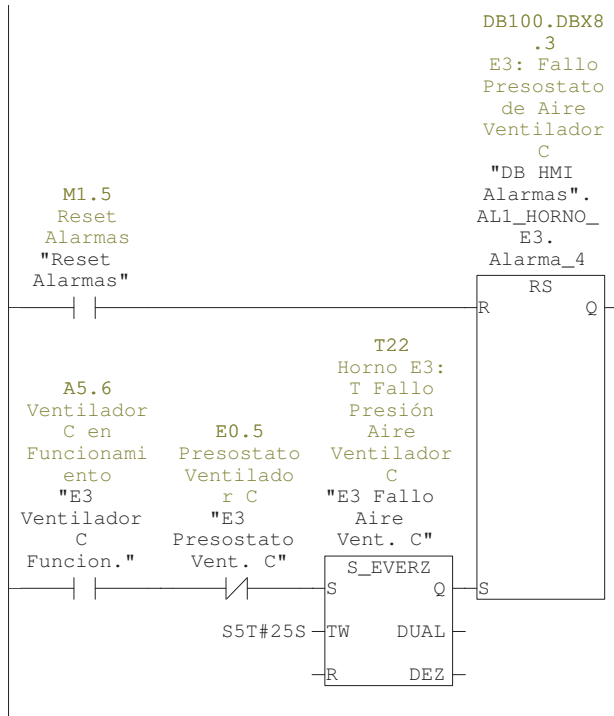 DB100.DBX8
.3
E3: Fallo
Presostato
de Aire
Ventilador
C
"DB HMI
Alarmas".
AL1_HORNO_
E3.
Alarma_4
M1.5
Reset
Alarmas
"Reset
Alarmas"
RS
R
Q
T22
Horno E3:
T Fallo
Presión
Aire
Ventilador
C
"E3 Fallo
Aire
Vent. C"
A5.6
Ventilador
C en
Funcionami
ento
"E3
Ventilador
C
Funcion."
E0.5
Presostato
Ventilado
r C
"E3
Presostato
Vent. C"
S_EVERZ
S
Q
S
S5T#25S
TW
DUAL
R
DEZ